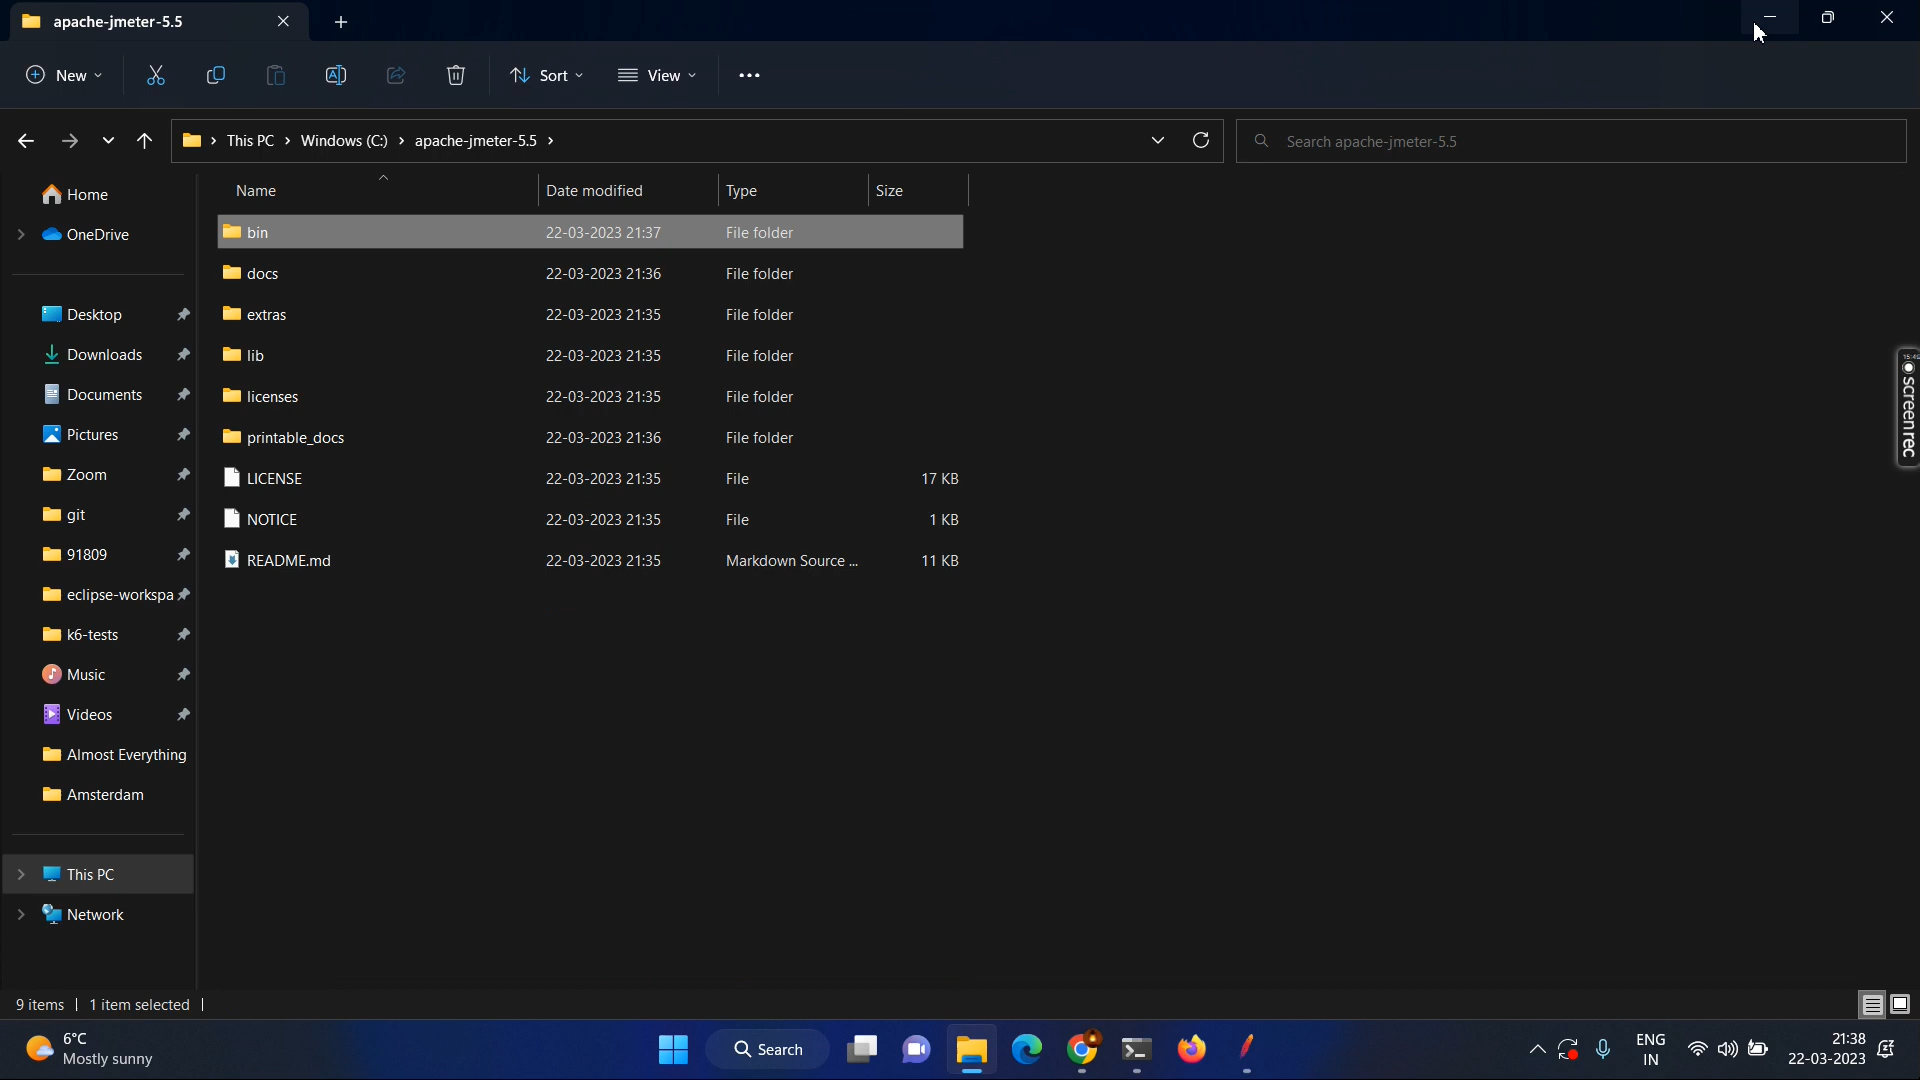 apache-jmeter-5.5
New
Sort
View
This PC
Windows (C:)
apache-jmeter-5.5
Search apache-jmeter-5.5
Home
OneDrive
Desktop
Downloads
Documents
Pictures
Zoom
git
91809
eclipse-workspa
k6-tests
Music
Videos
Almost Everything
Amsterdam
This PC
Network
Name Date modified Type Size
bin 22-03-2023 21:37 File folder
docs 22-03-2023 21:36 File folder
extras 22-03-2023 21:35 File folder
lib 22-03-2023 21:35 File folder
licenses 22-03-2023 21:35 File folder
printable_docs 22-03-2023 21:36 File folder
LICENSE 22-03-2023 21:35 File 17 KB
NOTICE 22-03-2023 21:35 File 1 KB
README.md 22-03-2023 21:35 Markdown Source ... 11 KB
screenrec
9 items 1 item selected
6°C
Mostly sunny
Search
ENG
IN
21:38
22-03-2023